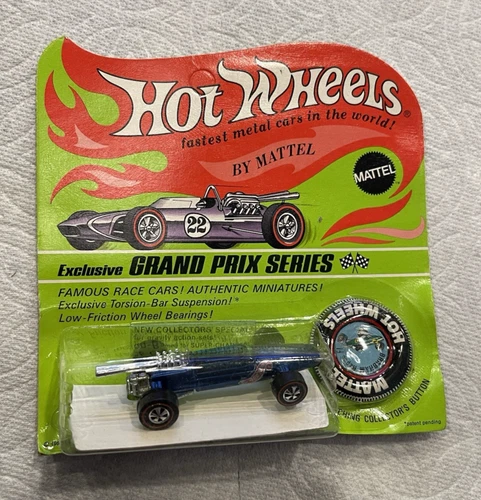 HOT WHEELS®
fastest metal cars in the world!
BY MATTEL
MATTEL
22
Exclusive GRAND PRIX SERIES
FAMOUS RACE CARS! AUTHENTIC MINIATURES!
Exclusive Torsion-Bar Suspension!*
Low-Friction Wheel Bearings!
NEW COLLECTORS
HOT WHEELS
MATTEL
COLLECTOR'S BUTTON
*patent pending